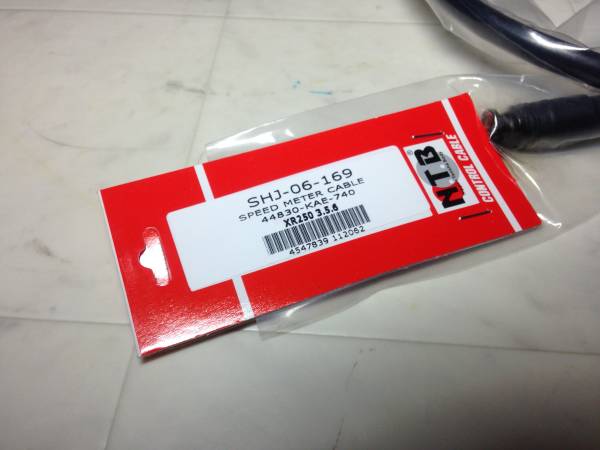 SHJ-06-169
SPEED METER CABLE
44830-KAE-740
XR250 3.5.6
4547839 112062
NTB®
CONTROL CABLE